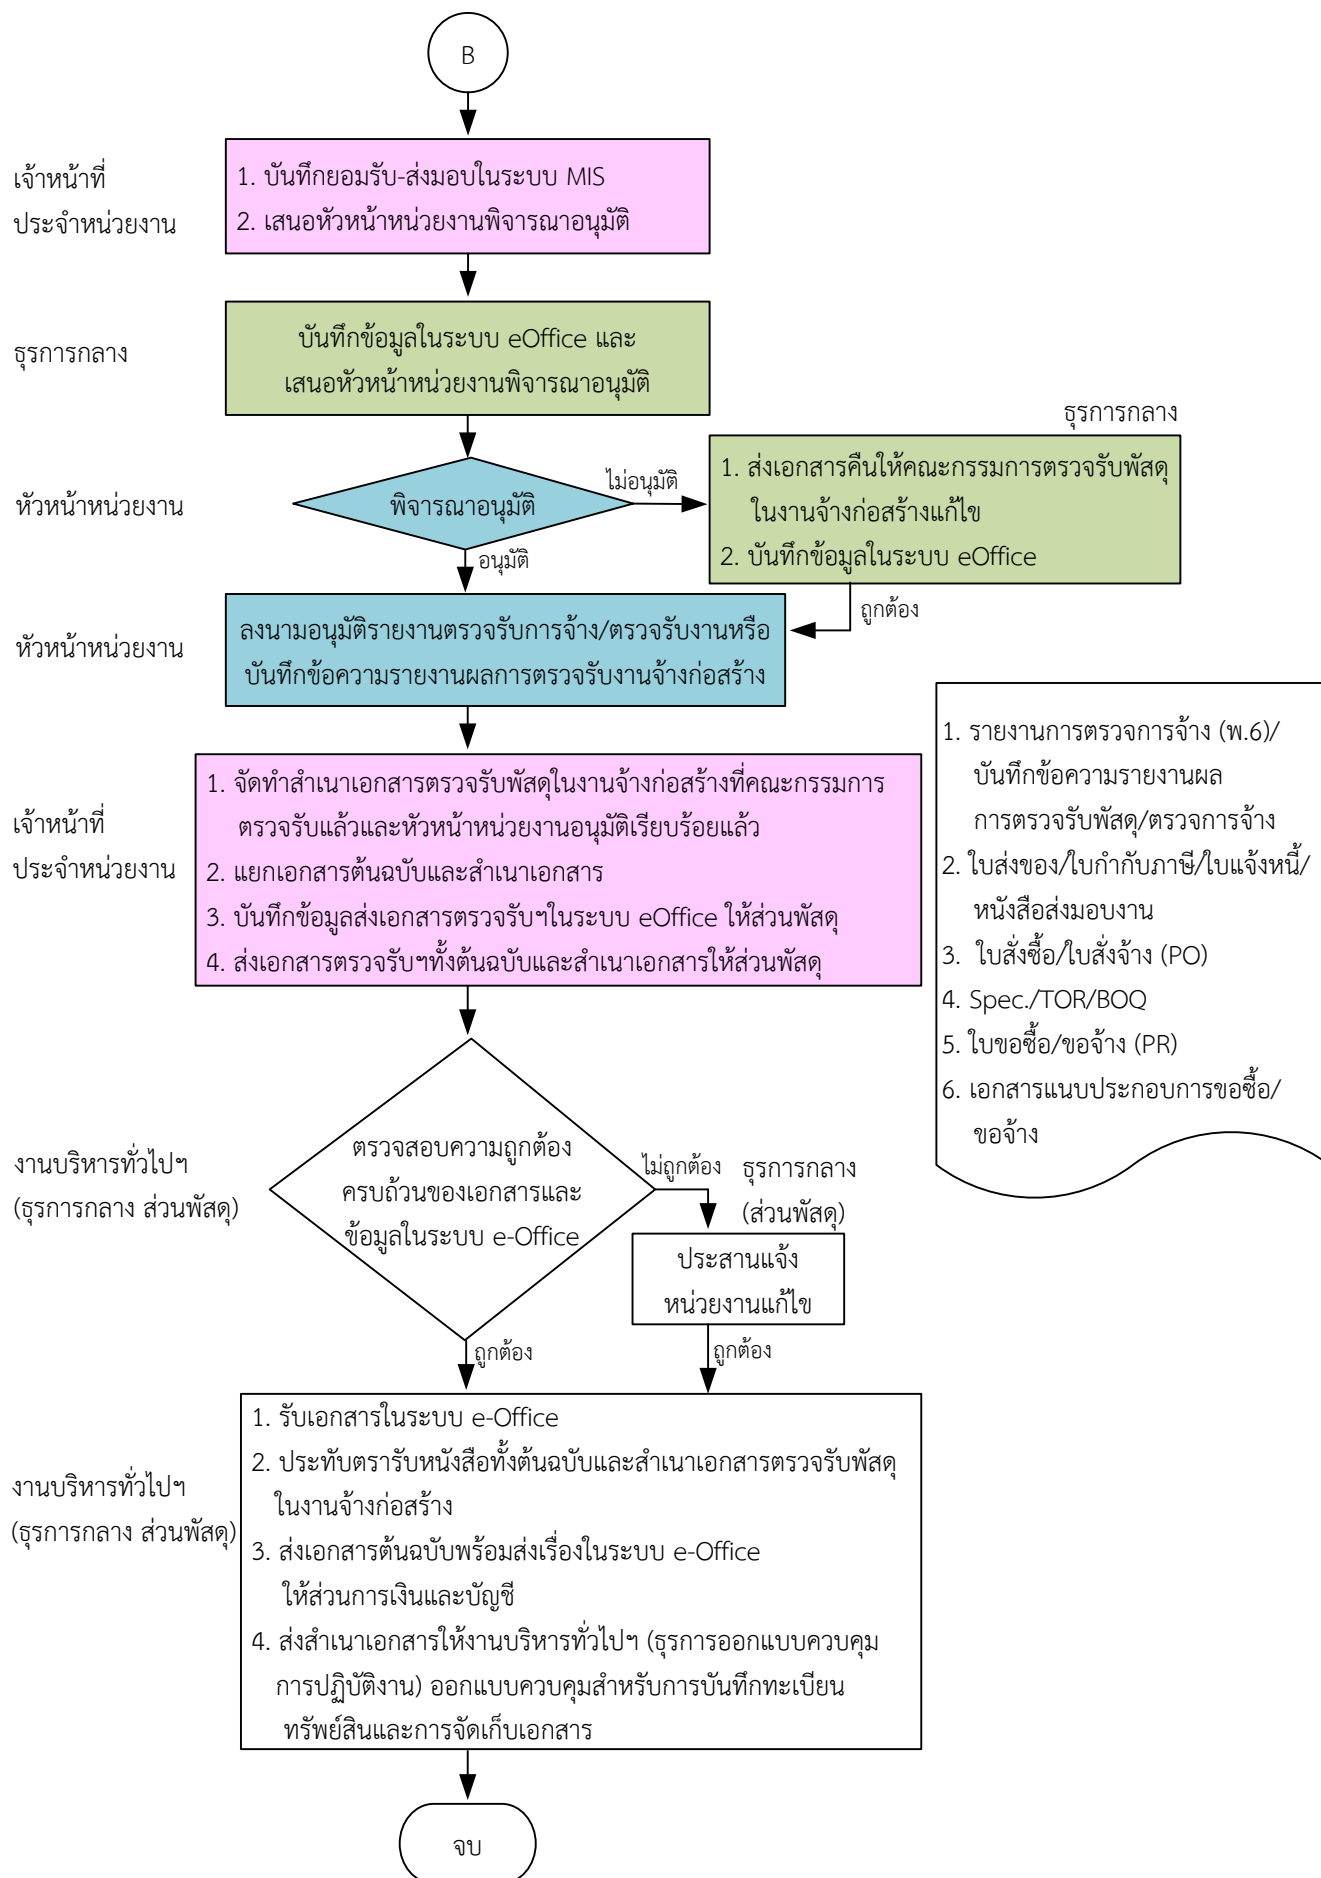 B
เจ้าหน้าที่
ประจำหน่วยงาน
1. บันทึกยอมรับ-ส่งมอบในระบบ MIS
2. เสนอหัวหน้าหน่วยงานพิจารณาอนุมัติ
ธุรการกลาง
บันทึกข้อมูลในระบบ eOffice และ
เสนอหัวหน้าหน่วยงานพิจารณาอนุมัติ
หัวหน้าหน่วยงาน
พิจารณาอนุมัติ
ไม่อนุมัติ
ธุรการกลาง
1. ส่งเอกสารคืนให้คณะกรรมการตรวจรับพัสดุ
ในงานจ้างก่อสร้างแก้ไข
2. บันทึกข้อมูลในระบบ eOffice
อนุมัติ
ถูกต้อง
หัวหน้าหน่วยงาน
ลงนามอนุมัติรายงานตรวจรับการจ้าง/ตรวจรับงานหรือ
บันทึกข้อความรายงานผลการตรวจรับงานจ้างก่อสร้าง
เจ้าหน้าที่
ประจำหน่วยงาน
1. จัดทำสำเนาเอกสารตรวจรับพัสดุในงานจ้างก่อสร้างที่คณะกรรมการ
ตรวจรับแล้วและหัวหน้าหน่วยงานอนุมัติเรียบร้อยแล้ว
2. แยกเอกสารต้นฉบับและสำเนาเอกสาร
3. บันทึกข้อมูลส่งเอกสารตรวจรับฯในระบบ eOffice ให้ส่วนพัสดุ
4. ส่งเอกสารตรวจรับฯทั้งต้นฉบับและสำเนาเอกสารให้ส่วนพัสดุ
1. รายงานการตรวจการจ้าง (พ.6)/
บันทึกข้อความรายงานผล
การตรวจรับพัสดุ/ตรวจการจ้าง
2. ใบส่งของ/ใบกำกับภาษี/ใบแจ้งหนี้/
หนังสือส่งมอบงาน
3. ใบสั่งซื้อ/ใบสั่งจ้าง (PO)
4. Spec./TOR/BOQ
5. ใบขอซื้อ/ขอจ้าง (PR)
6. เอกสารแนบประกอบการขอซื้อ/
ขอจ้าง
งานบริหารทั่วไปฯ
(ธุรการกลาง ส่วนพัสดุ)
ตรวจสอบความถูกต้อง
ครบถ้วนของเอกสารและ
ข้อมูลในระบบ e-Office
ไม่ถูกต้อง
ธุรการกลาง
(ส่วนพัสดุ)
ประสานแจ้ง
หน่วยงานแก้ไข
ถูกต้อง
ถูกต้อง
งานบริหารทั่วไปฯ
(ธุรการกลาง ส่วนพัสดุ)
1. รับเอกสารในระบบ e-Office
2. ประทับตรารับหนังสือทั้งต้นฉบับและสำเนาเอกสารตรวจรับพัสดุ
ในงานจ้างก่อสร้าง
3. ส่งเอกสารต้นฉบับพร้อมส่งเรื่องในระบบ e-Office
ให้ส่วนการเงินและบัญชี
4. ส่งสำเนาเอกสารให้งานบริหารทั่วไปฯ (ธุรการออกแบบควบคุม
การปฏิบัติงาน) ออกแบบควบคุมสำหรับการบันทึกทะเบียน
ทรัพย์สินและการจัดเก็บเอกสาร
จบ